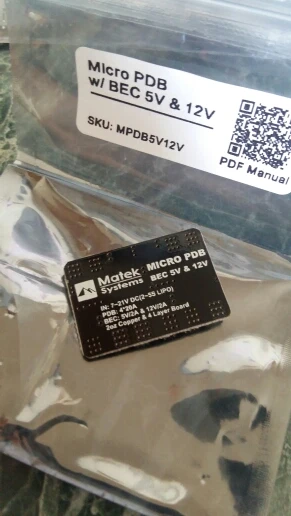 Micro PDB
w/ BEC 5V & 12V
SKU: MPDB5V12V
PDF Manual
Matek
Systems
MICRO PDB
BEC 5V & 12V
IN: 7~21V DC(2~5S LIPO)
PDB: 4*20A
BEC: 5V/2A & 12V/2A
2oz Copper & 4 Layer Board